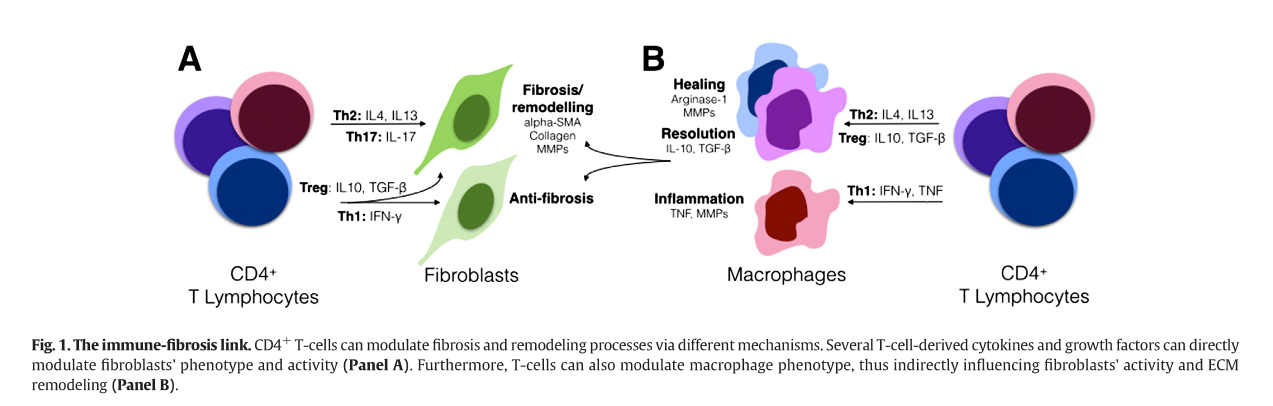 A
Th2: IL4, IL13
Th17: IL-17
Treg: IL10, TGF-β
Th1: IFN-γ
CD4+
T Lymphocytes
Fibroblasts
Fibrosis/
remodelling
alpha-SMA
Collagen
MMPs
Anti-fibrosis
B
Healing
Arginase-1
MMPs
Resolution
IL-10, TGF-β
Inflammation
TNF, MMPs
Macrophages
Th2: IL4, IL13
Treg: IL10, TGF-β
Th1: IFN-γ, TNF
CD4+
T Lymphocytes
Fig. 1. The immune-fibrosis link. CD4+ T-cells can modulate fibrosis and remodeling processes via different mechanisms. Several T-cell-derived cytokines and growth factors can directly
modulate fibroblasts' phenotype and activity (Panel A). Furthermore, T-cells can also modulate macrophage phenotype, thus indirectly influencing fibroblasts' activity and ECM
remodeling (Panel B).